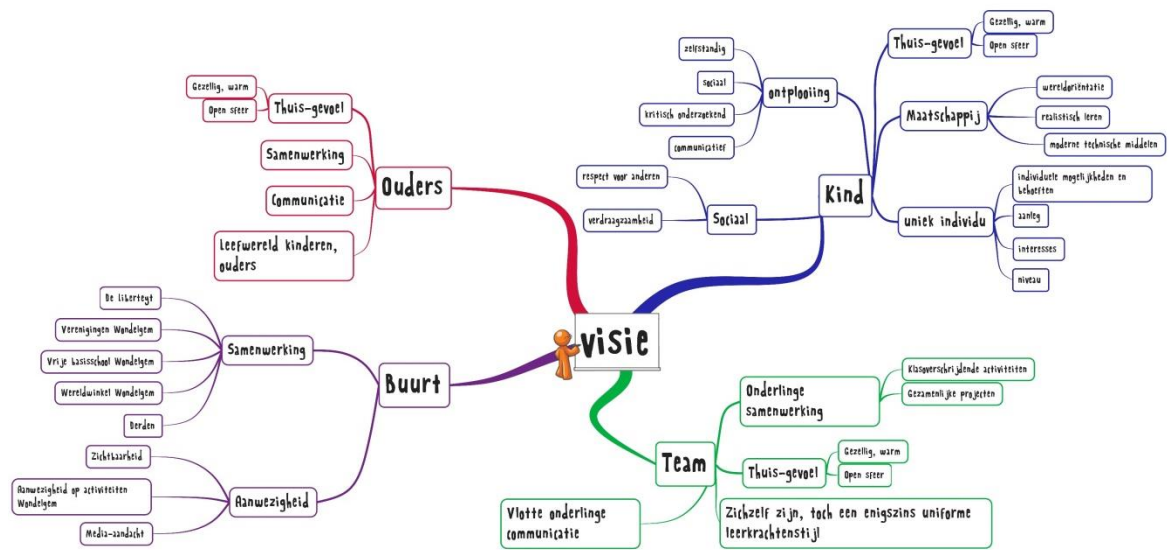 visie
Ouders
Thuis-gevoel
Gezellig, warm
Open sfeer
Samenwerking
Communicatie
Leefwereld kinderen,
ouders
Kind
ontplooiing
zelfstandig
sociaal
kritisch onderzoekend
communicatief
Sociaal
respect voor anderen
verdraagzaamheid
Thuis-gevoel
Gezellig, warm
Open sfeer
Maatschappij
wereldoriëntatie
realistisch leren
moderne technische middelen
uniek individu
individuele mogelijkheden en
behoeften
aanleg
interesses
niveau
Buurt
Samenwerking
De liberteyt
Verenigingen Wondelgem
Vrije basisschool Wondelgem
Wereldwinkel Wondelgem
Derden
Aanwezigheid
Zichtbaarheid
Aanwezigheid op activiteiten
Wondelgem
Media-aandacht
Team
Onderlinge
samenwerking
Klasoverschrijdende activiteiten
Gezamenlijke projecten
Thuis-gevoel
Gezellig, warm
Open sfeer
Vlotte onderlinge
communicatie
Zichzelf zijn, toch een enigszins uniforme
leerkrachtenstijl